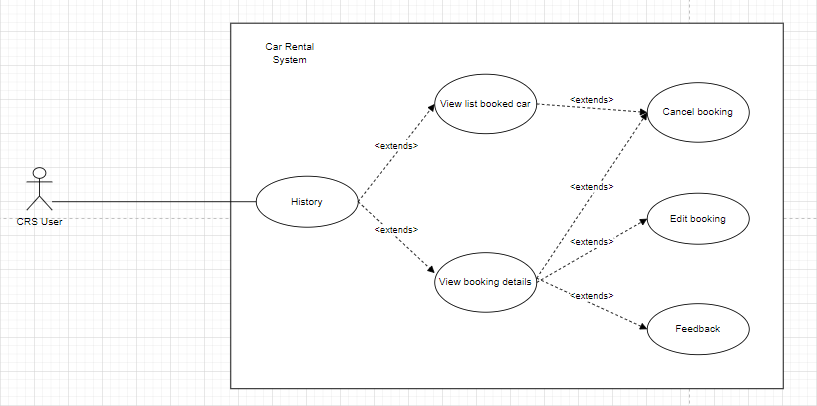 Car Rental
System
View list booked car
<extends>
Cancel booking
<extends>
<extends>
History
CRS User
Edit booking
<extends>
<extends>
View booking details
<extends>
Feedback